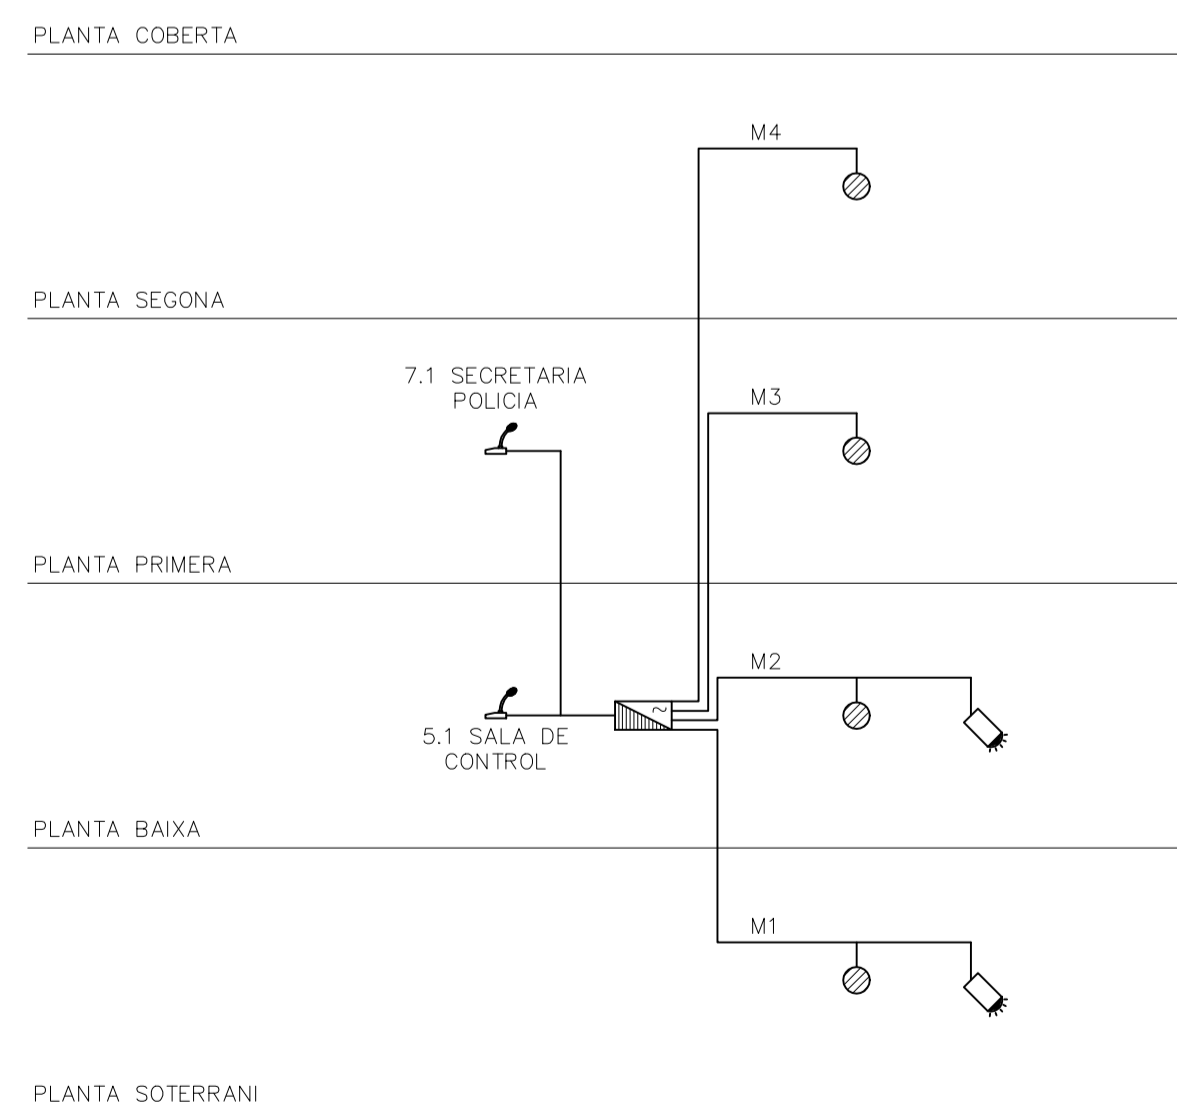 PLANTA COBERTA
M4
PLANTA SEGONA
7.1 SECRETARIA
POLICIA
M3
PLANTA PRIMERA
M2
~
5.1 SALA DE
CONTROL
PLANTA BAIXA
M1
PLANTA SOTERRANI